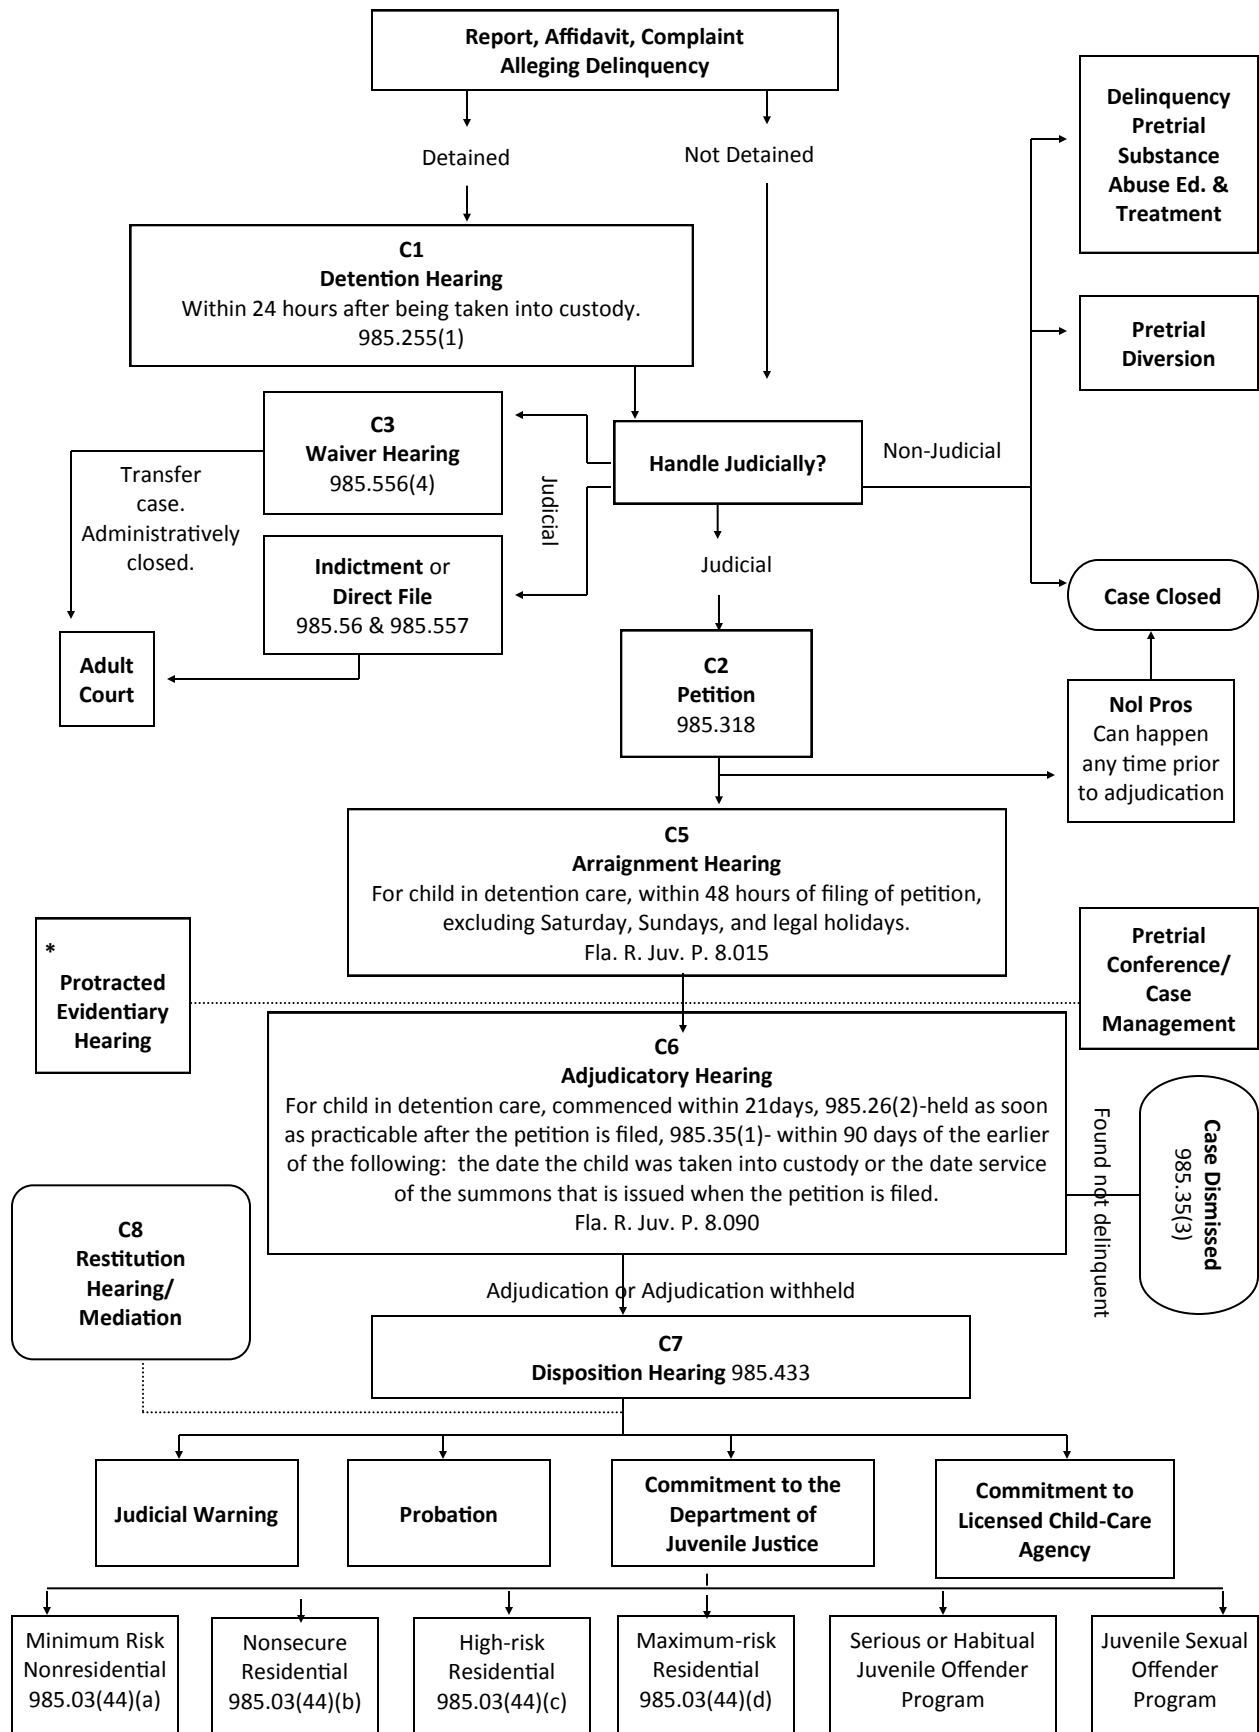 Report, Affidavit, Complaint
Alleging Delinquency
Delinquency
Pretrial
Substance
Abuse Ed. &
Treatment
Detained
Not Detained
C1
Detention Hearing
Within 24 hours after being taken into custody.
985.255(1)
Pretrial
Diversion
C3
Waiver Hearing
985.556(4)
Handle Judicially?
Non-Judicial
Transfer
case.
Administratively
closed.
Judicial
Indictment or
Direct File
985.56 & 985.557
Judicial
Case Closed
Adult
Court
C2
Petition
985.318
Nol Pros
Can happen
any time prior
to adjudication
C5
Arraignment Hearing
For child in detention care, within 48 hours of filing of petition,
excluding Saturday, Sundays, and legal holidays.
Fla. R. Juv. P. 8.015
*
Protracted
Evidentiary
Hearing
Pretrial
Conference/
Case
Management
C6
Adjudicatory Hearing
For child in detention care, commenced within 21days, 985.26(2)-held as soon
as practicable after the petition is filed, 985.35(1)- within 90 days of the earlier
of the following:  the date the child was taken into custody or the date service
of the summons that is issued when the petition is filed.
Fla. R. Juv. P. 8.090
Found not delinquent
Case Dismissed
985.35(3)
C8
Restitution
Hearing/
Mediation
Adjudication or Adjudication withheld
C7
Disposition Hearing 985.433
Judicial Warning
Probation
Commitment to the
Department of
Juvenile Justice
Commitment to
Licensed Child-Care
Agency
Minimum Risk
Nonresidential
985.03(44)(a)
Nonsecure
Residential
985.03(44)(b)
High-risk
Residential
985.03(44)(c)
Maximum-risk
Residential
985.03(44)(d)
Serious or Habitual
Juvenile Offender
Program
Juvenile Sexual
Offender
Program